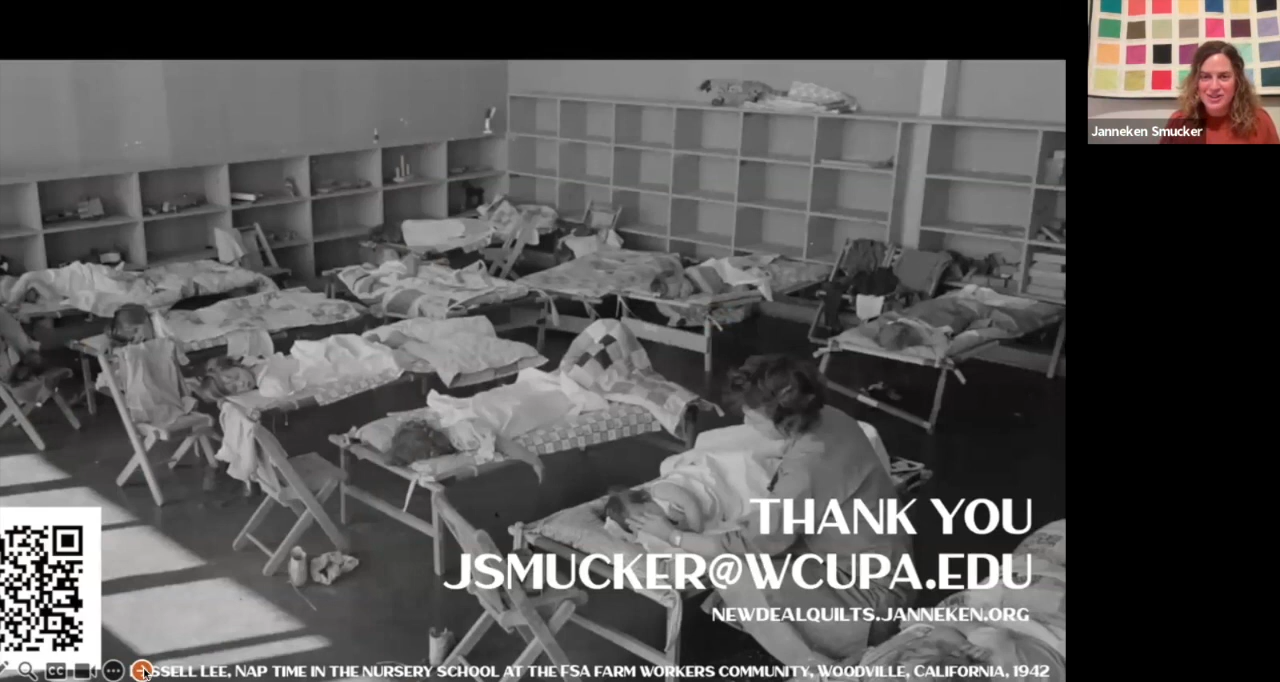 Janneken Smucker
THANK YOU
JSMUCKER@WCUPA.EDU
NEWDEALQUILTS.JANNEKEN.ORG
CC
SSELL LEE, NAP TIME IN THE NURSERY SCHOOL AT THE FSA FARM WORKERS COMMUNITY, WOODVILLE, CALIFORNIA, 1942